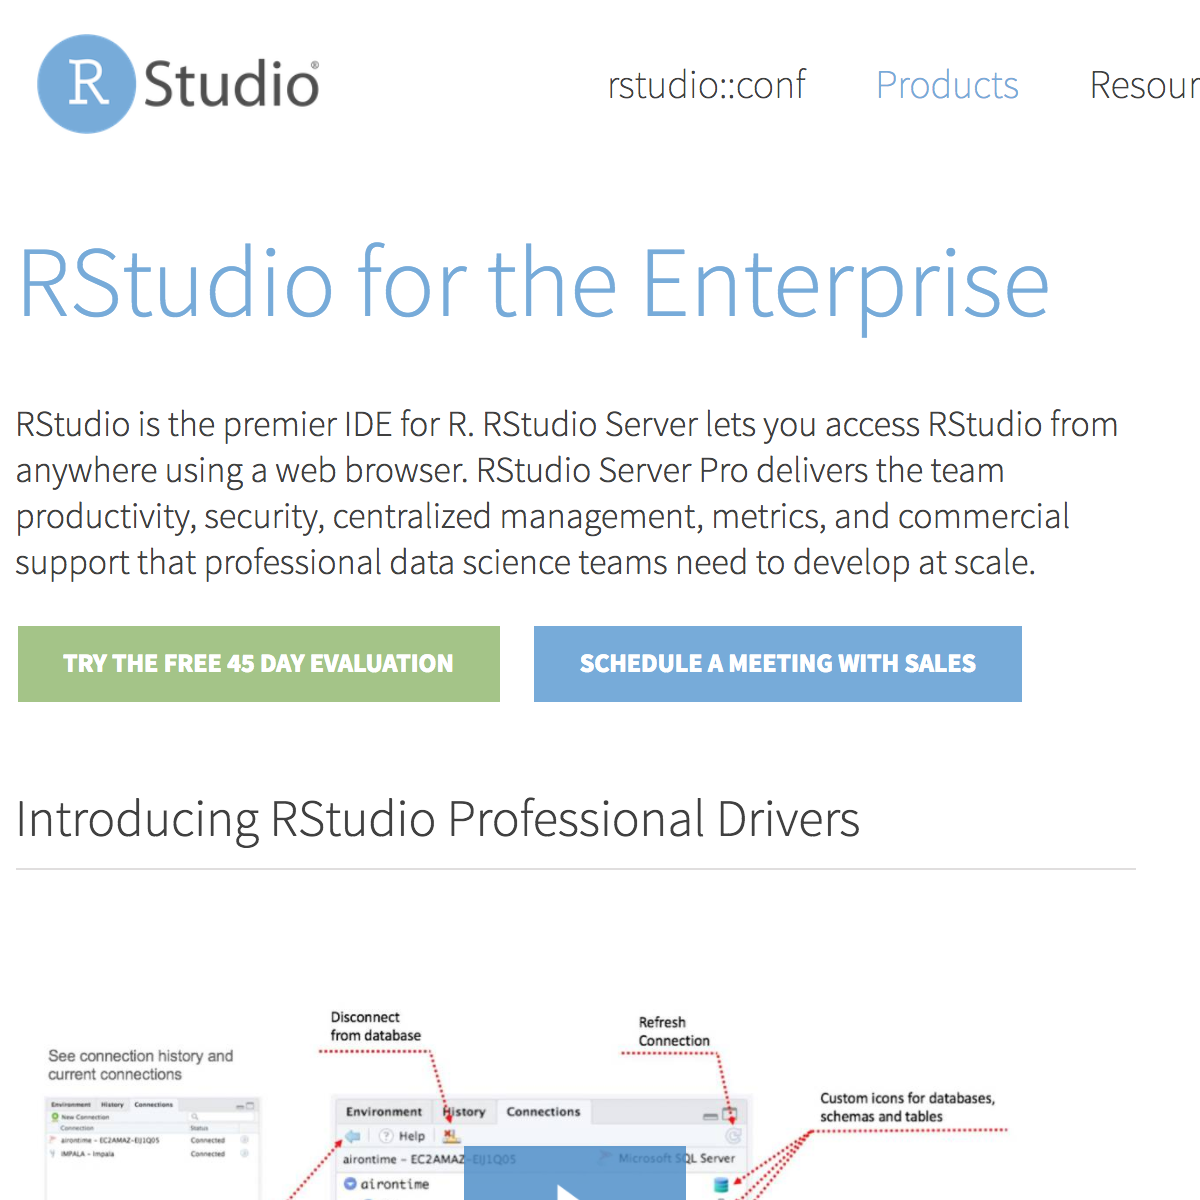 R Studio®
rstudio::conf
Products
Resour
RStudio for the Enterprise
RStudio is the premier IDE for R. RStudio Server lets you access RStudio from
anywhere using a web browser. RStudio Server Pro delivers the team
productivity, security, centralized management, metrics, and commercial
support that professional data science teams need to develop at scale.
TRY THE FREE 45 DAY EVALUATION
SCHEDULE A MEETING WITH SALES
Introducing RStudio Professional Drivers
Disconnect
from database
Refresh
Connection
See connection history and
current connections
Custom icons for databases,
schemas and tables
Environment History Connections
New Connection
Connection Status
airontime - EC2AMAZ-EIJ1Q05 Connected
IMPALA - Impala Connected
Environment History Connections
Help
airontime - EC2AMAZ-EIJ1Q05 Microsoft SQL Server
airontime